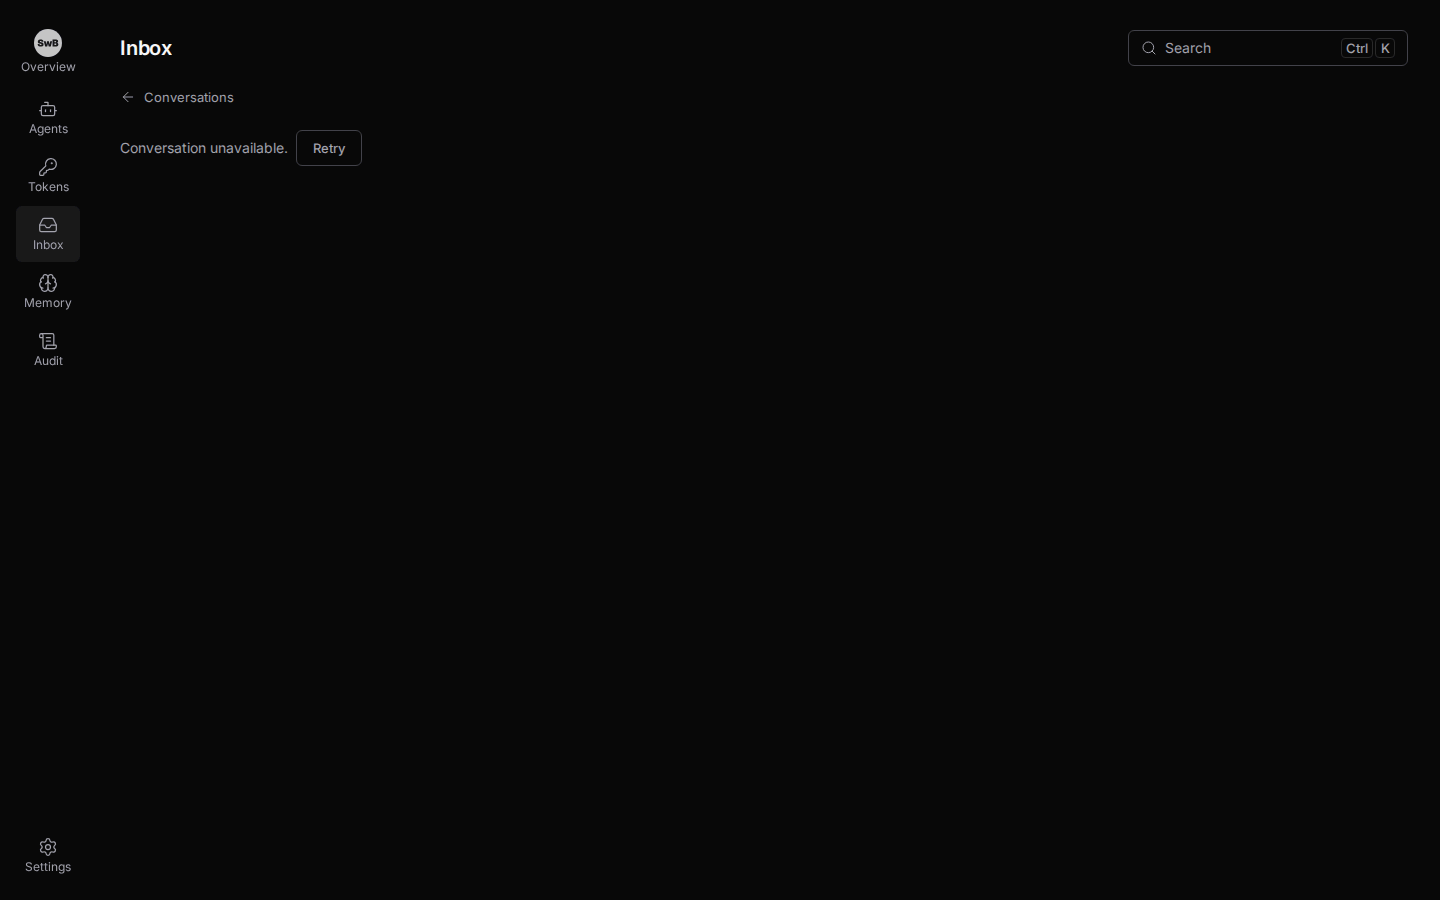 SwB
Overview
Agents
Tokens
Inbox
Memory
Audit
Settings
Inbox
Search Ctrl K
Conversations
Conversation unavailable. Retry